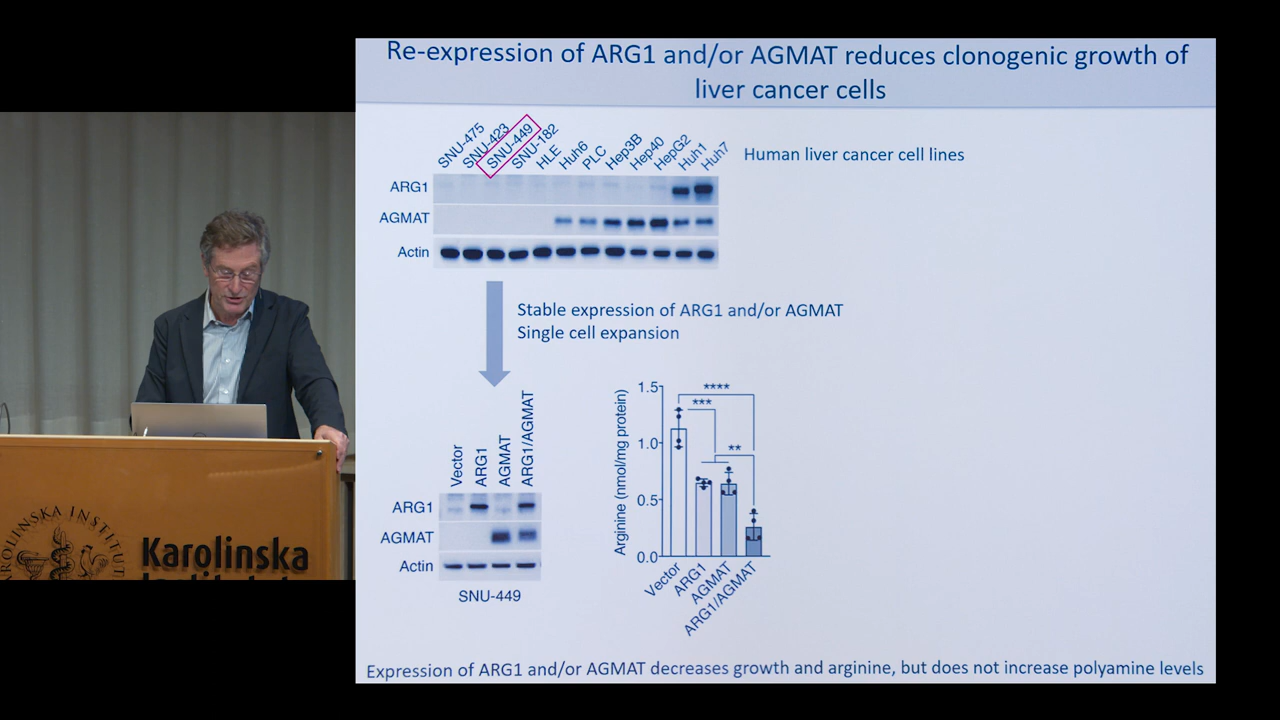 Re-expression of ARG1 and/or AGMAT reduces clonogenic growth of
liver cancer cells
SNU-475
SNU-423
SNU-449
SNU-182
HLE
Huh6
PLC
Hep3B
Hep40
HepG2
Huh1
Huh7
Human liver cancer cell lines
ARG1
AGMAT
Actin
Stable expression of ARG1 and/or AGMAT
Single cell expansion
Vector
ARG1
AGMAT
ARG1/AGMAT
ARG1
AGMAT
Actin
SNU-449
Arginine (nmol/mg protein)
1.5
1.0
0.5
0.0
****
***
**
Vector
ARG1
AGMAT
ARG1/AGMAT
Expression of ARG1 and/or AGMAT decreases growth and arginine, but does not increase polyamine levels
Karolinska